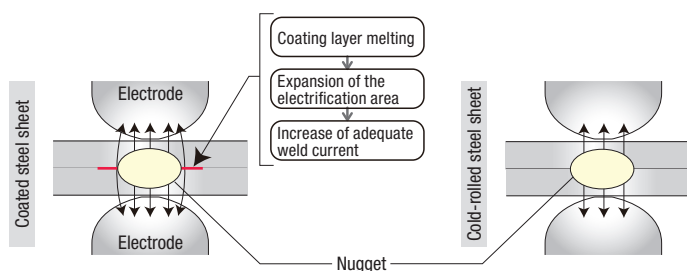 Coated steel sheet
Electrode
Electrode
Coating layer melting
Expansion of the
electrification area
Increase of adequate
weld current
Cold-rolled steel sheet
Nugget